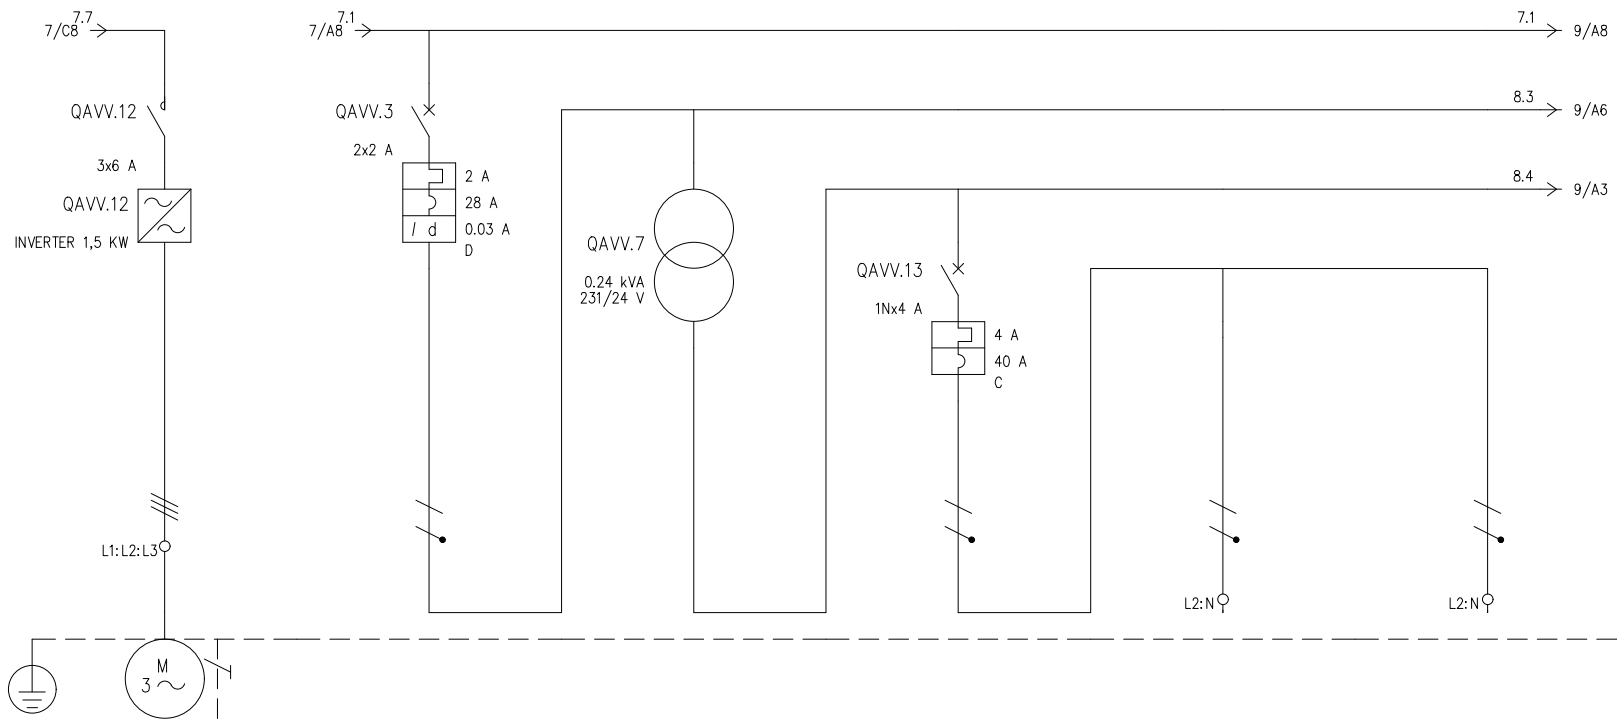 7.7
7/C8
7.1
7/A8
7.1
9/A8
8.3
9/A6
8.4
9/A3
QAVV.12
3x6 A
QAVV.12
INVERTER 1,5 KW
QAVV.3
2x2 A
2 A
28 A
I d
0.03 A
D
QAVV.7
0.24 kVA
231/24 V
QAVV.13
1Nx4 A
4 A
40 A
C
L1:L2:L3
L2:N
L2:N
M
3